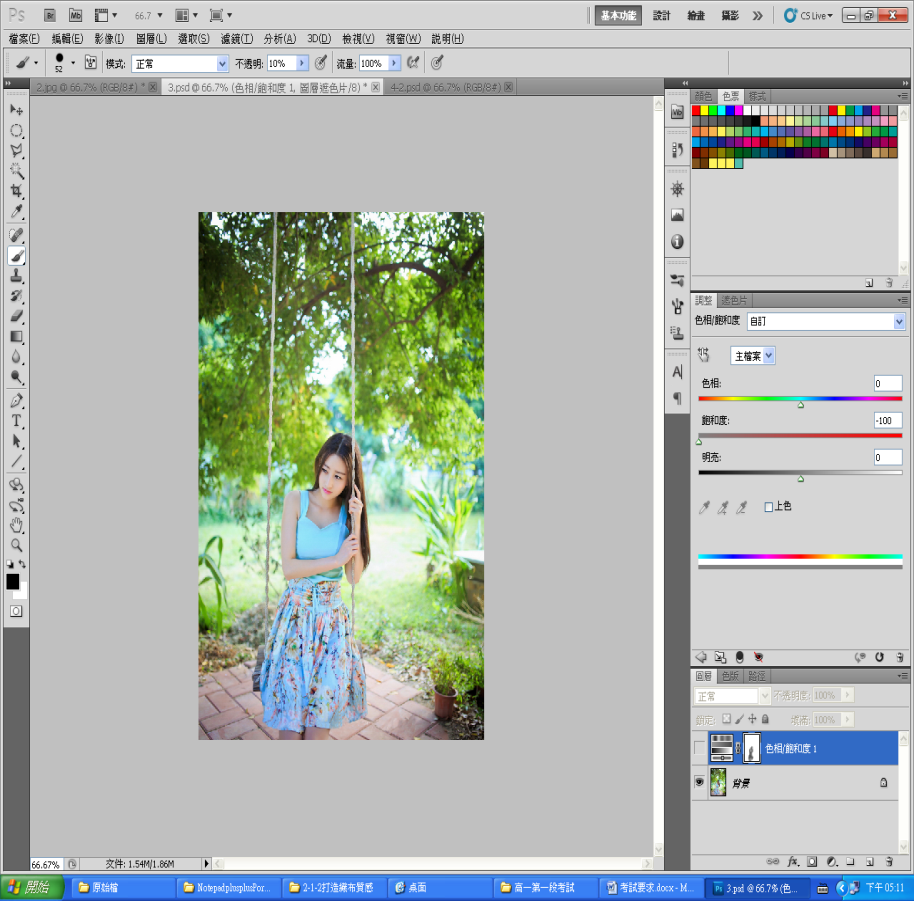 Ps Br Mb 66.7 基本功能 設計 繪畫 攝影 CS Live
檔案(F) 編輯(E) 影像(I) 圖層(L) 選取(S) 濾鏡(T) 分析(A) 3D(D) 檢視(V) 視窗(W) 說明(H)
52 模式: 正常 不透明: 10% 流量: 100%
2.jpg @ 66.7% (RGB/8#) * 3.psd @ 66.7% (色相/飽和度 1, 圖層遮色片/8) * 4-2.psd @ 66.7% (RGB/8#)
顏色 色票 樣式
調整 遮色片
色相/飽和度 自訂
主檔案
色相: 0
飽和度: -100
明亮: 0
上色
圖層 色版 路徑
正常 不透明度: 100%
鎖定: 填滿: 100%
色相/飽和度 1
背景
66.67% 文件: 1.54M/1.86M
開始 原始檔 NotepadplusplusPor... 2-1-2打造織布質感 桌面 高一第一段考試 考試要求.docx - M... 3.psd @ 66.7% (色... 下午 05:11